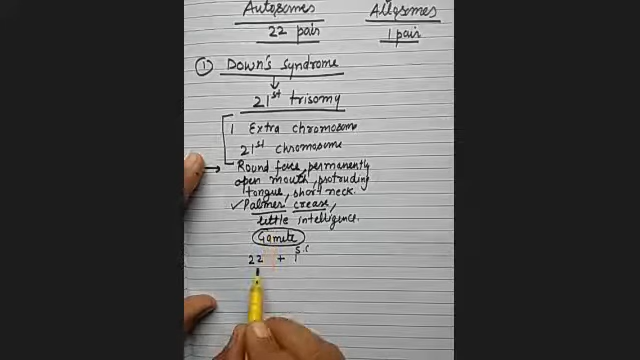 Autosomes Allosomes
22 pair 1 pair
① Down's syndrome
21st trisomy
1 Extra chromosome
21st chromosome
Round face, permanently
open mouth, protruding
tongue, short neck.
Palmer crease,
little intelligence.
Gamete
S.C
22 + 1